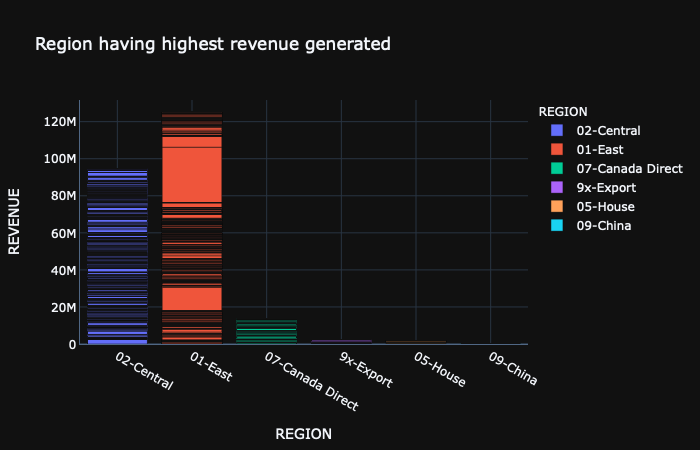 Region having highest revenue generated
REGION
02-Central
01-East
07-Canada Direct
9x-Export
05-House
09-China
120M
100M
80M
60M
40M
20M
0
REVENUE
02-Central
01-East
07-Canada Direct
9x-Export
05-House
09-China
REGION